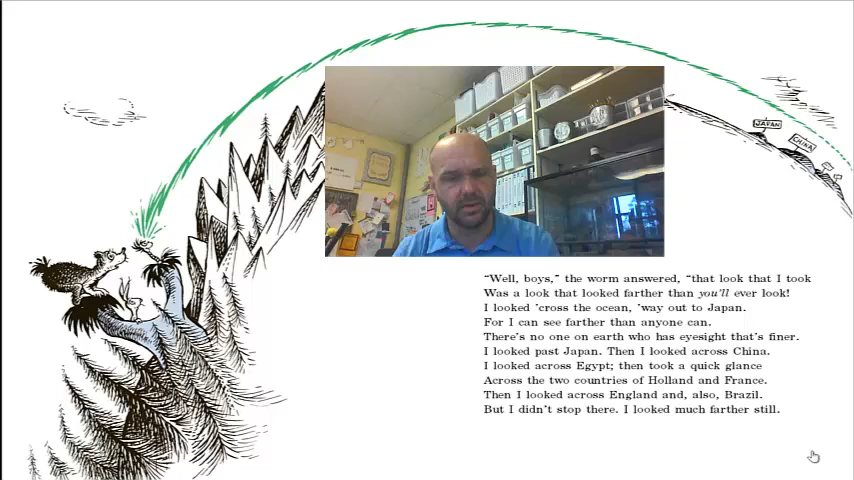 JAPAN
CHINA
“Well, boys,” the worm answered, “that look that I took
Was a look that looked farther than you’ll ever look!
I looked ’cross the ocean, ’way out to Japan.
For I can see farther than anyone can.
There’s no one on earth who has eyesight that’s finer.
I looked past Japan. Then I looked across China.
I looked across Egypt; then took a quick glance
Across the two countries of Holland and France.
Then I looked across England and, also, Brazil.
But I didn’t stop there. I looked much farther still.